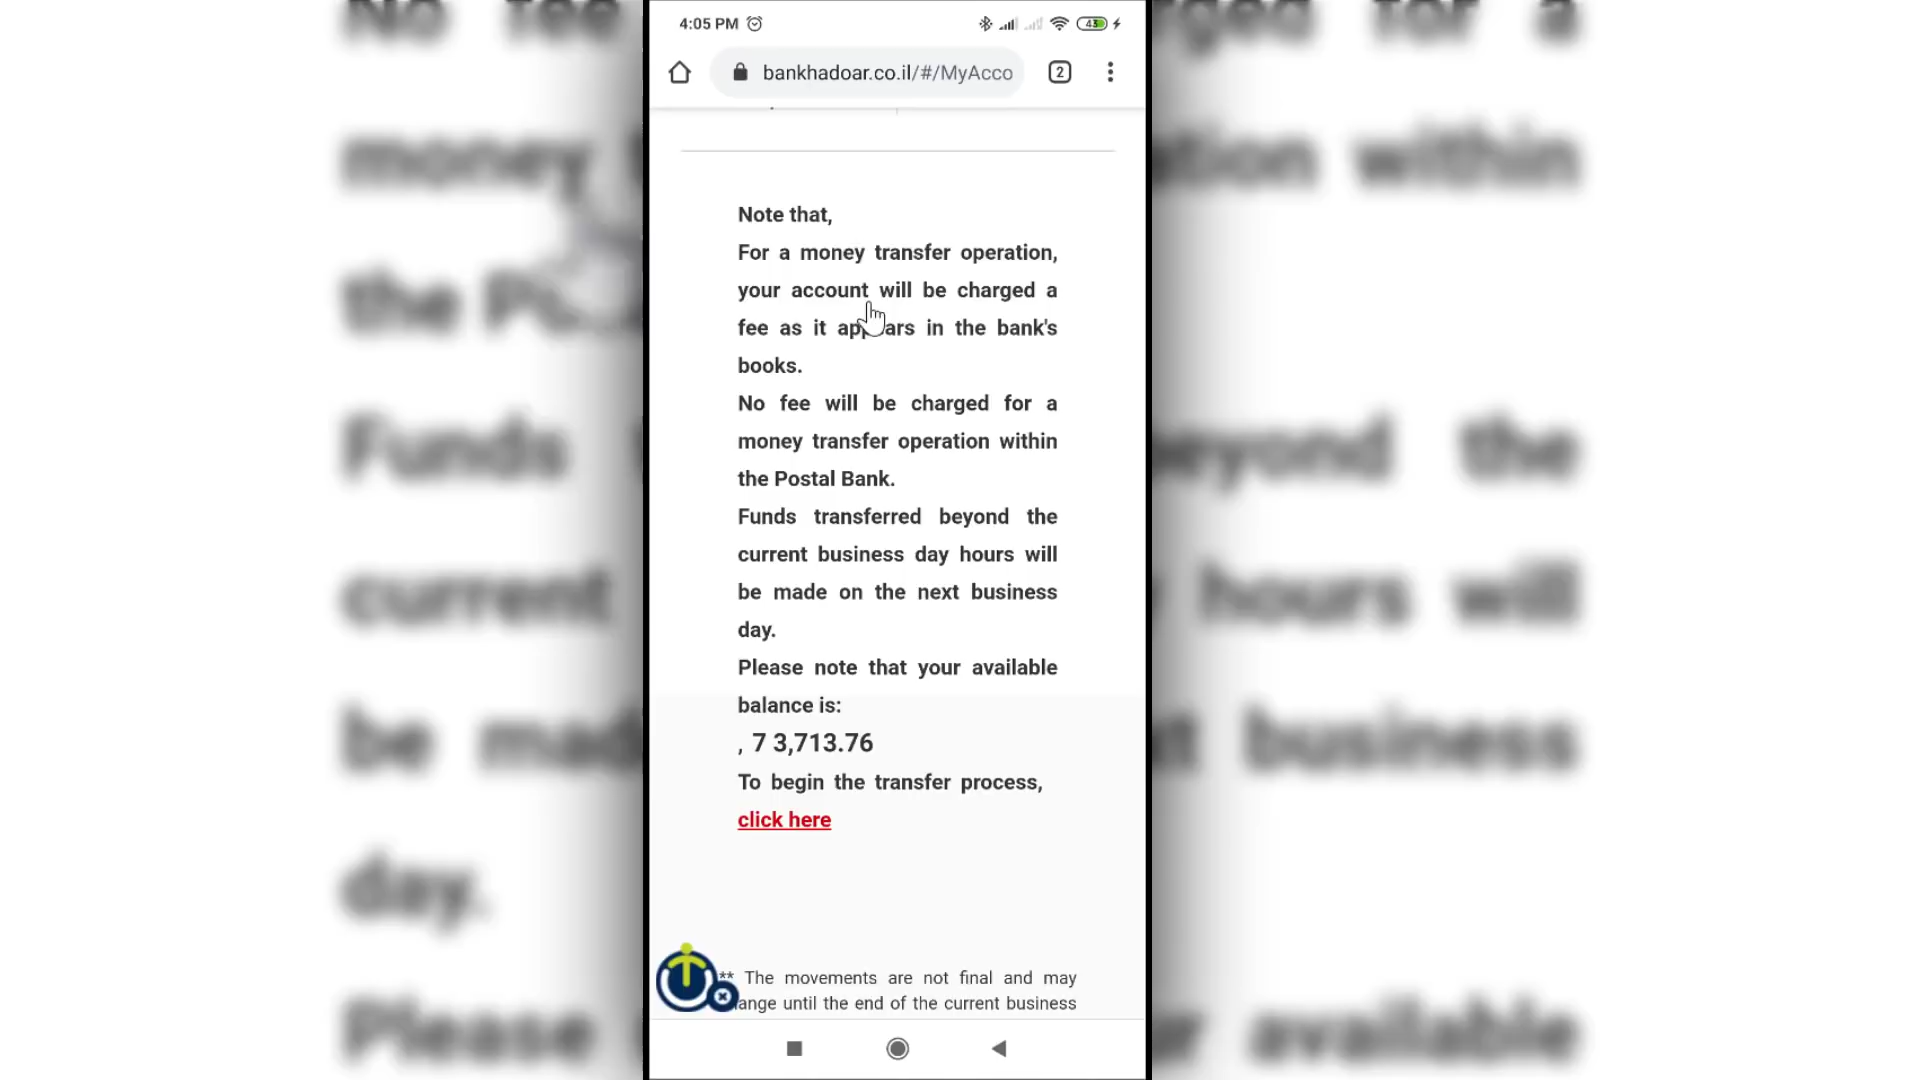 4:05 PM
43
bankhadoar.co.il/#/MyAcco
2
Note that,
For a money transfer operation,
your account will be charged a
fee as it appears in the bank's
books.
No fee will be charged for a
money transfer operation within
the Postal Bank.
Funds transferred beyond the
current business day hours will
be made on the next business
day.
Please note that your available
balance is:
, 7 3,713.76
To begin the transfer process,
click here
** The movements are not final and may
ange until the end of the current business